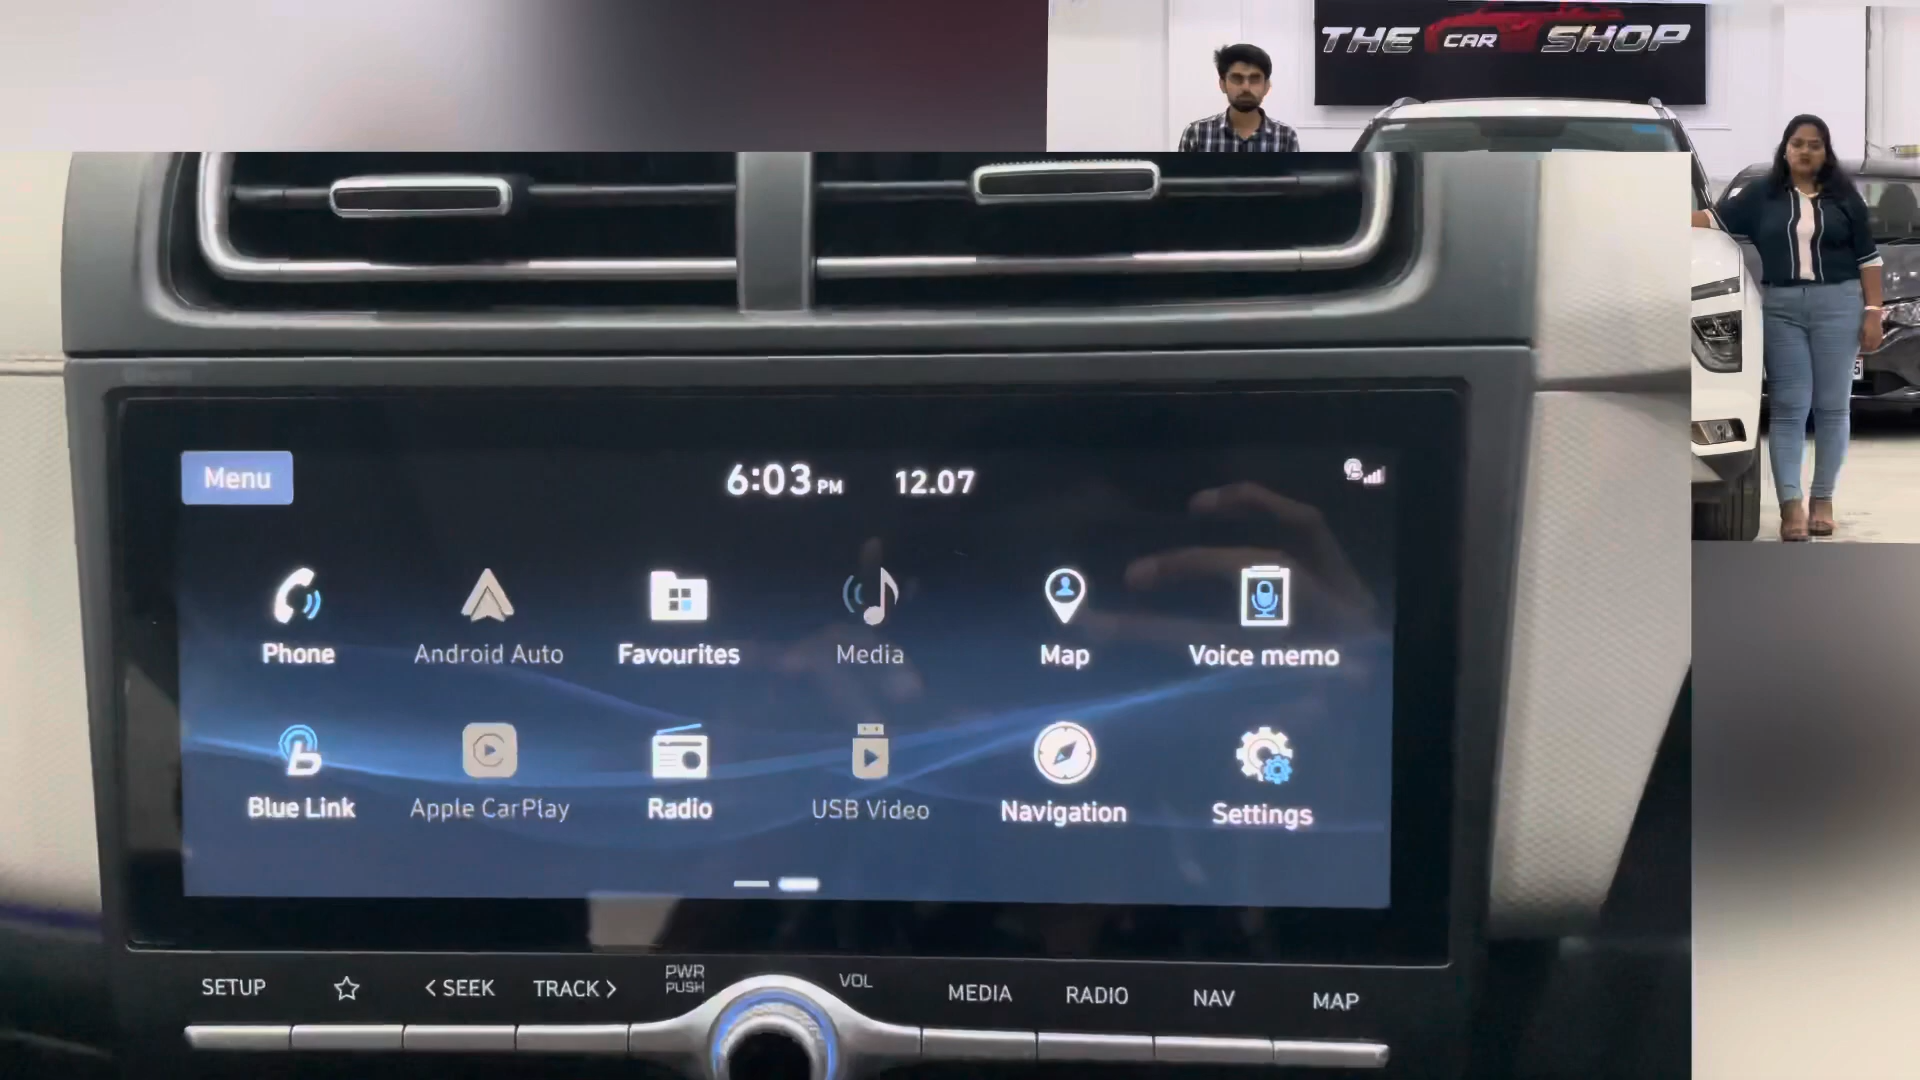 THE CAR SHOP
Menu
6:03 PM 12.07
Phone Android Auto Favourites Media Map Voice memo
Blue Link Apple CarPlay Radio USB Video Navigation Settings
SETUP < SEEK TRACK > PWR PUSH VOL MEDIA RADIO NAV MAP